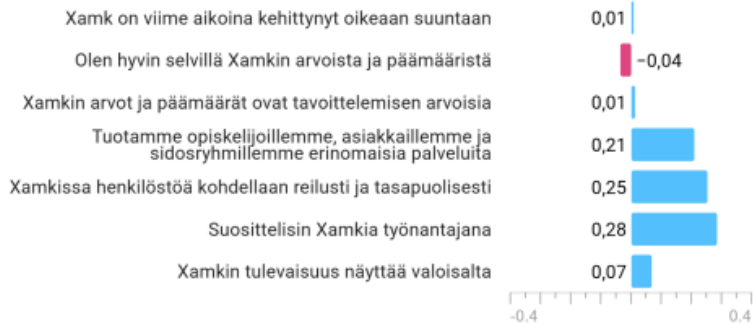 Xamk on viime aikoina kehittynyt oikeaan suuntaan 0,01
Olen hyvin selvillä Xamkin arvoista ja päämääristä −0,04
Xamkin arvot ja päämäärät ovat tavoittelemisen arvoisia 0,01
Tuotamme opiskelijoillemme, asiakkaillemme ja
sidosryhmillemme erinomaisia palveluita 0,21
Xamkissa henkilöstöä kohdellaan reilusti ja tasapuolisesti 0,25
Suosittelisin Xamkia työnantajana 0,28
Xamkin tulevaisuus näyttää valoisalta 0,07
-0.4 0.4